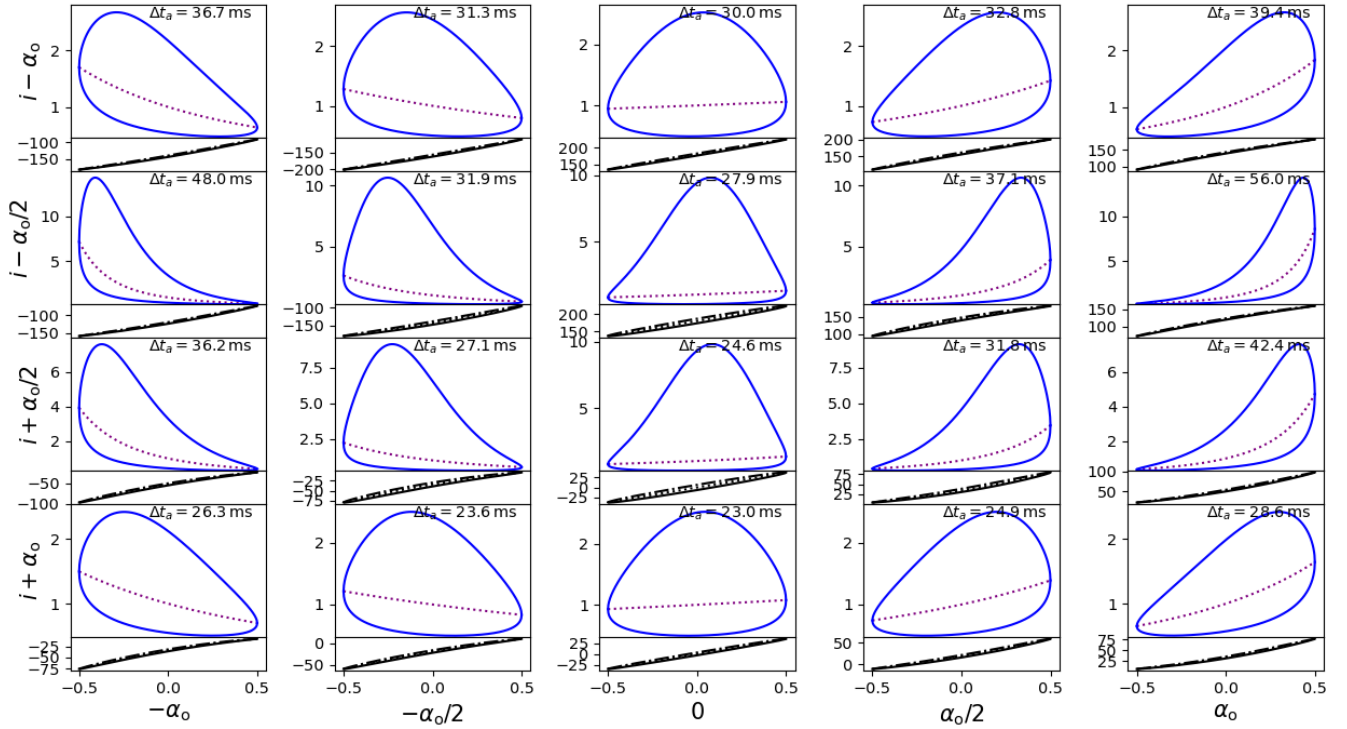 Δt_a = 36.7 ms Δt_a = 31.3 ms Δt_a = 30.0 ms Δt_a = 32.8 ms Δt_a = 39.4 ms
i − α_o
2 2 2 2 2
1 1 1 1 1
−100 −150 200 200 150
−150 −200 150 150 100
Δt_a = 48.0 ms Δt_a = 31.9 ms Δt_a = 27.9 ms Δt_a = 37.1 ms Δt_a = 56.0 ms
i − α_o/2
10 10 10 10 10
5 5 5 5 5
−100 −100 200 150 150
−150 −150 150 100 100
Δt_a = 36.2 ms Δt_a = 27.1 ms Δt_a = 24.6 ms Δt_a = 31.8 ms Δt_a = 42.4 ms
i + α_o/2
6 7.5 10 7.5 6
4 5.0 5 5.0 4
2 2.5 2.5 2
−50 −25 25 75 100
−100 −50 0 50 50
−75 −25 25
Δt_a = 26.3 ms Δt_a = 23.6 ms Δt_a = 23.0 ms Δt_a = 24.9 ms Δt_a = 28.6 ms
i + α_o
2 2 2 2 2
1 1 1 1 1
−25 0 25 50 75
−50 −50 0 0 50
−75 −25 25
−0.5 0.0 0.5 −0.5 0.0 0.5 −0.5 0.0 0.5 −0.5 0.0 0.5 −0.5 0.0 0.5
−α_o −α_o/2 0 α_o/2 α_o